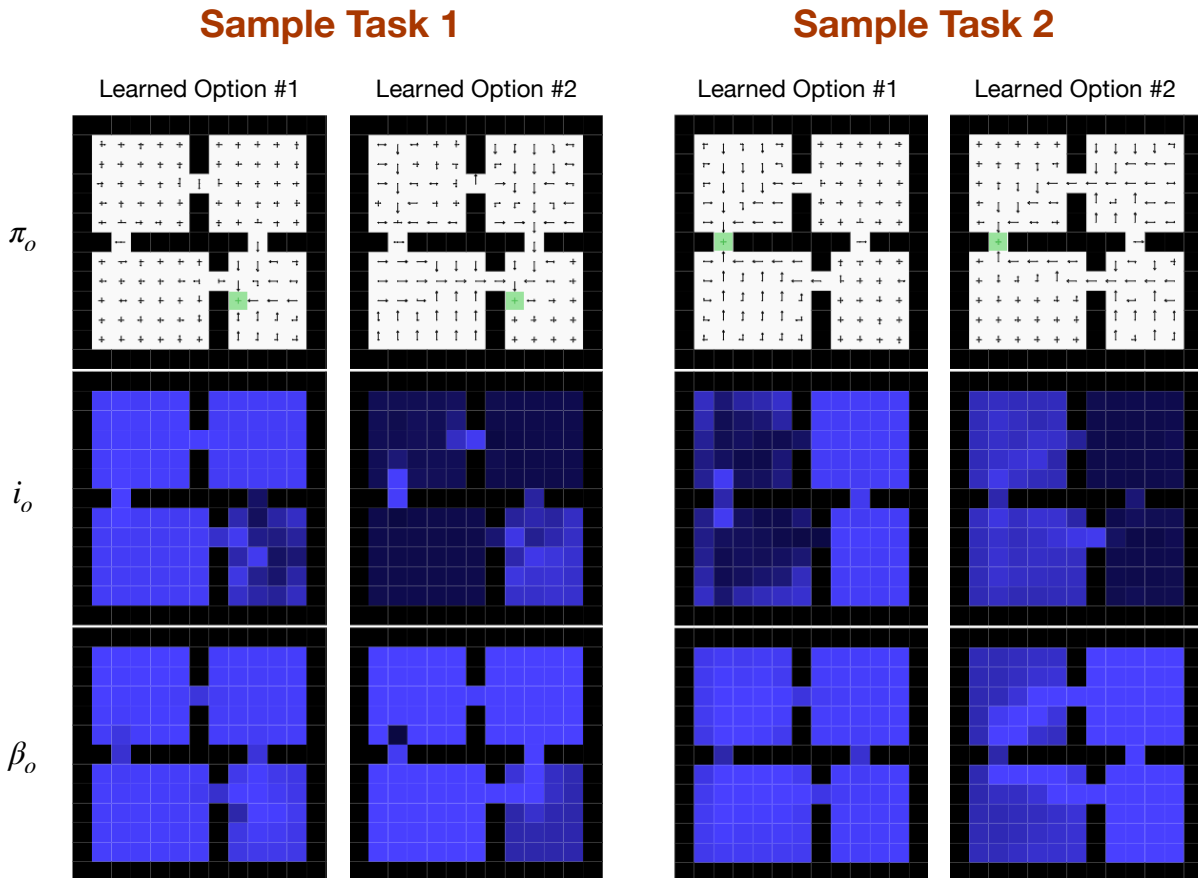 Sample Task 1
Sample Task 2
Learned Option #1
Learned Option #2
Learned Option #1
Learned Option #2
πₒ
iₒ
βₒ